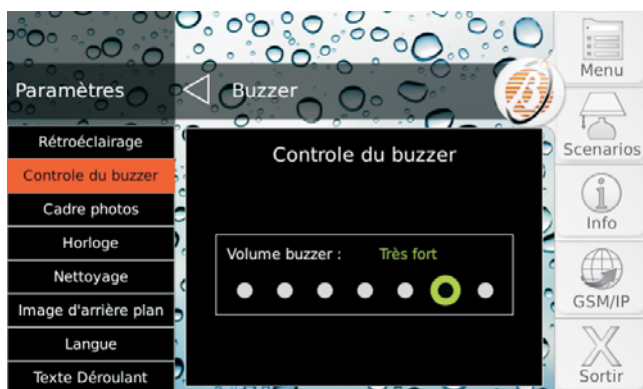 Paramètres
Buzzer
Rétroéclairage
Controle du buzzer
Cadre photos
Horloge
Nettoyage
Image d'arrière plan
Langue
Texte Déroulant
Controle du buzzer
Volume buzzer : Très fort
B
Menu
Scenarios
Info
GSM/IP
Sortir